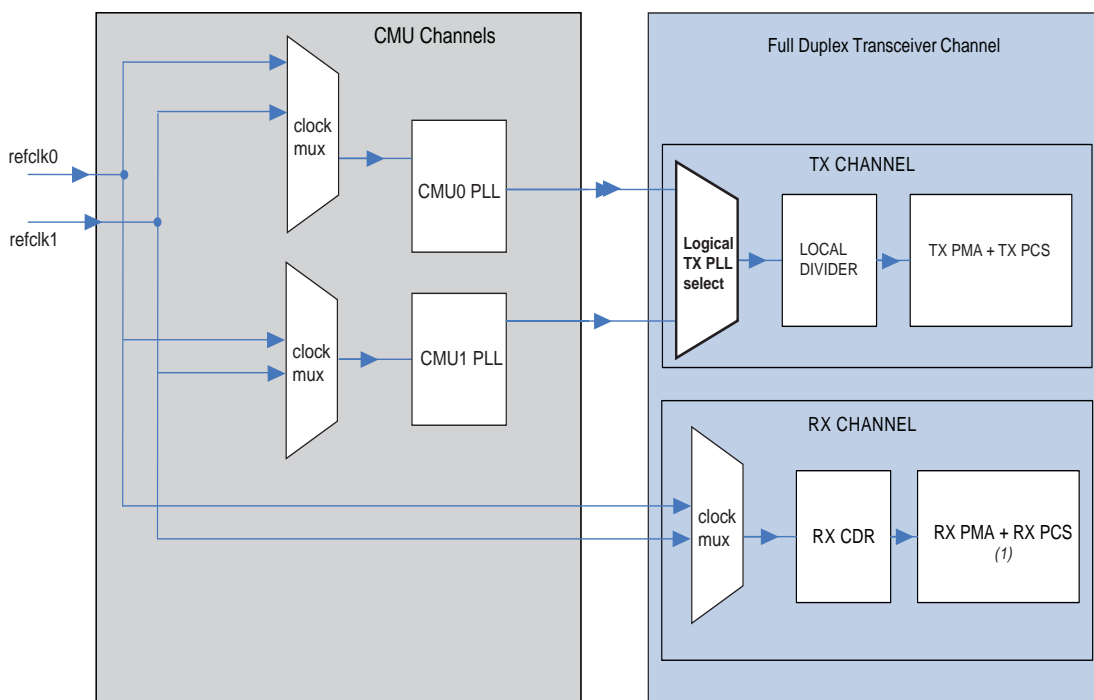 CMU Channels
Full Duplex Transceiver Channel
refclk0
refclk1
clock
mux
CMU0 PLL
clock
mux
CMU1 PLL
TX CHANNEL
Logical
TX PLL
select
LOCAL
DIVIDER
TX PMA + TX PCS
RX CHANNEL
clock
mux
RX CDR
RX PMA + RX PCS
(1)